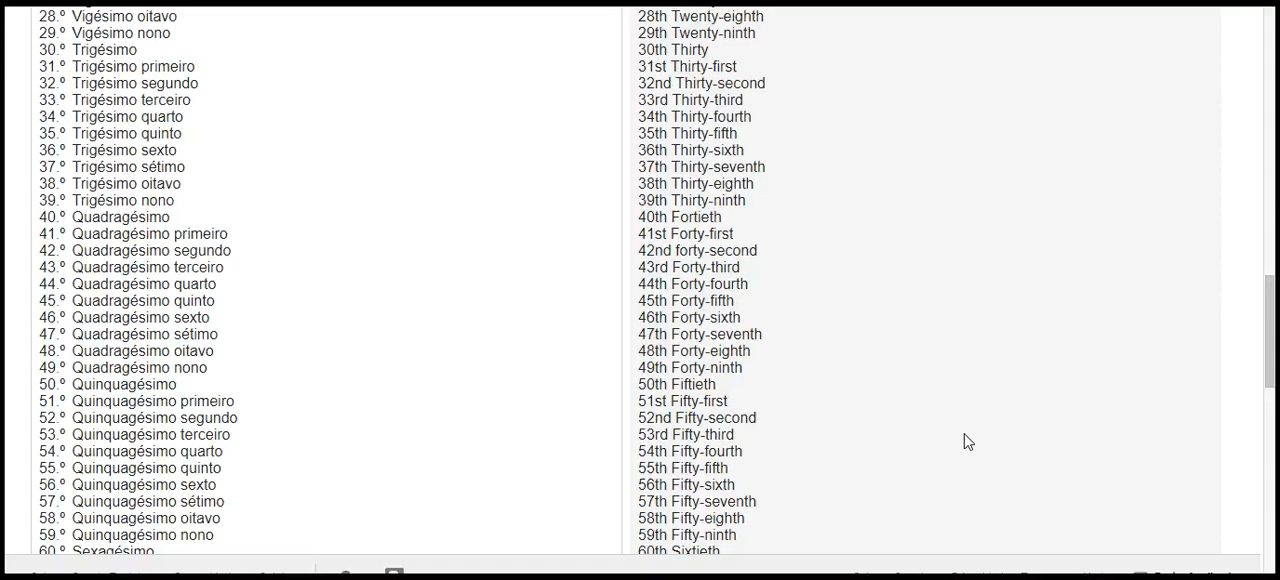 28.º Vigésimo oitavo
29.º Vigésimo nono
30.º Trigésimo
31.º Trigésimo primeiro
32.º Trigésimo segundo
33.º Trigésimo terceiro
34.º Trigésimo quarto
35.º Trigésimo quinto
36.º Trigésimo sexto
37.º Trigésimo sétimo
38.º Trigésimo oitavo
39.º Trigésimo nono
40.º Quadragésimo
41.º Quadragésimo primeiro
42.º Quadragésimo segundo
43.º Quadragésimo terceiro
44.º Quadragésimo quarto
45.º Quadragésimo quinto
46.º Quadragésimo sexto
47.º Quadragésimo sétimo
48.º Quadragésimo oitavo
49.º Quadragésimo nono
50.º Quinquagésimo
51.º Quinquagésimo primeiro
52.º Quinquagésimo segundo
53.º Quinquagésimo terceiro
54.º Quinquagésimo quarto
55.º Quinquagésimo quinto
56.º Quinquagésimo sexto
57.º Quinquagésimo sétimo
58.º Quinquagésimo oitavo
59.º Quinquagésimo nono
60.º Sexagésimo
28th Twenty-eighth
29th Twenty-ninth
30th Thirty
31st Thirty-first
32nd Thirty-second
33rd Thirty-third
34th Thirty-fourth
35th Thirty-fifth
36th Thirty-sixth
37th Thirty-seventh
38th Thirty-eighth
39th Thirty-ninth
40th Fortieth
41st Forty-first
42nd forty-second
43rd Forty-third
44th Forty-fourth
45th Forty-fifth
46th Forty-sixth
47th Forty-seventh
48th Forty-eighth
49th Forty-ninth
50th Fiftieth
51st Fifty-first
52nd Fifty-second
53rd Fifty-third
54th Fifty-fourth
55th Fifty-fifth
56th Fifty-sixth
57th Fifty-seventh
58th Fifty-eighth
59th Fifty-ninth
60th Sixtieth